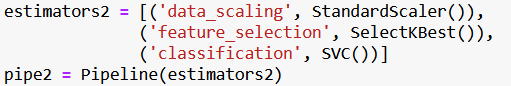 estimators2 = [('data_scaling', StandardScaler()),
('feature_selection', SelectKBest()),
('classification', SVC())]
pipe2 = Pipeline(estimators2)